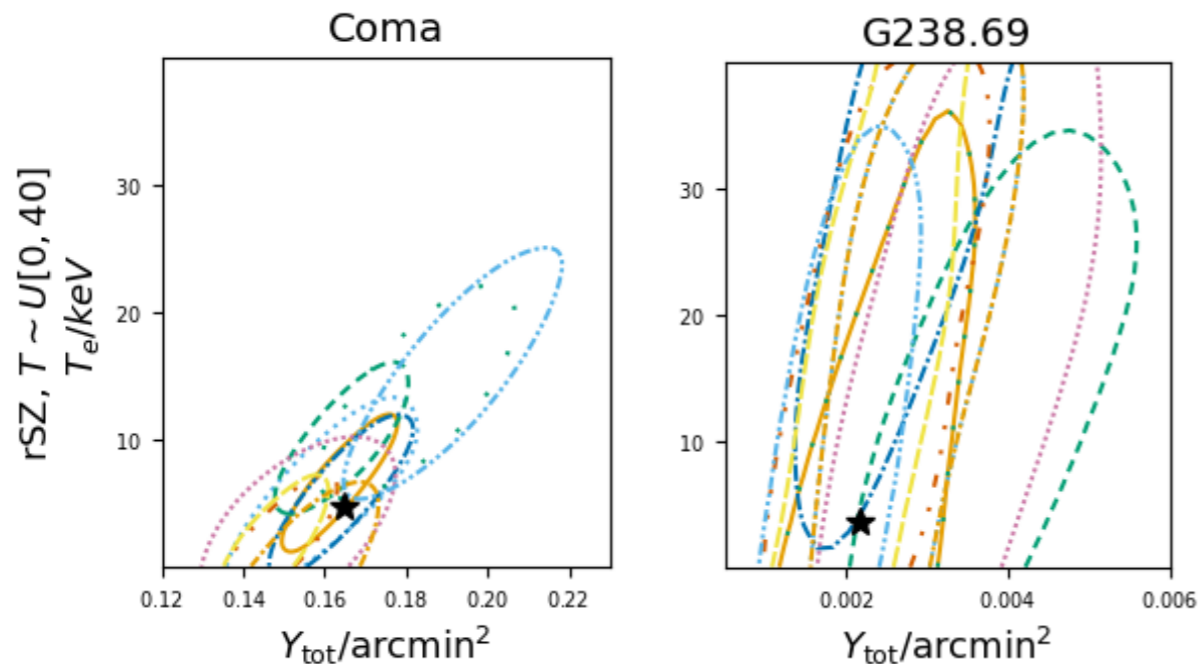 Coma
G238.69
rSZ, T ~ U[0, 40]
T_e/keV
30
20
10
30
20
10
0.12 0.14 0.16 0.18 0.20 0.22
0.002 0.004 0.006
Y_tot/arcmin²
Y_tot/arcmin²